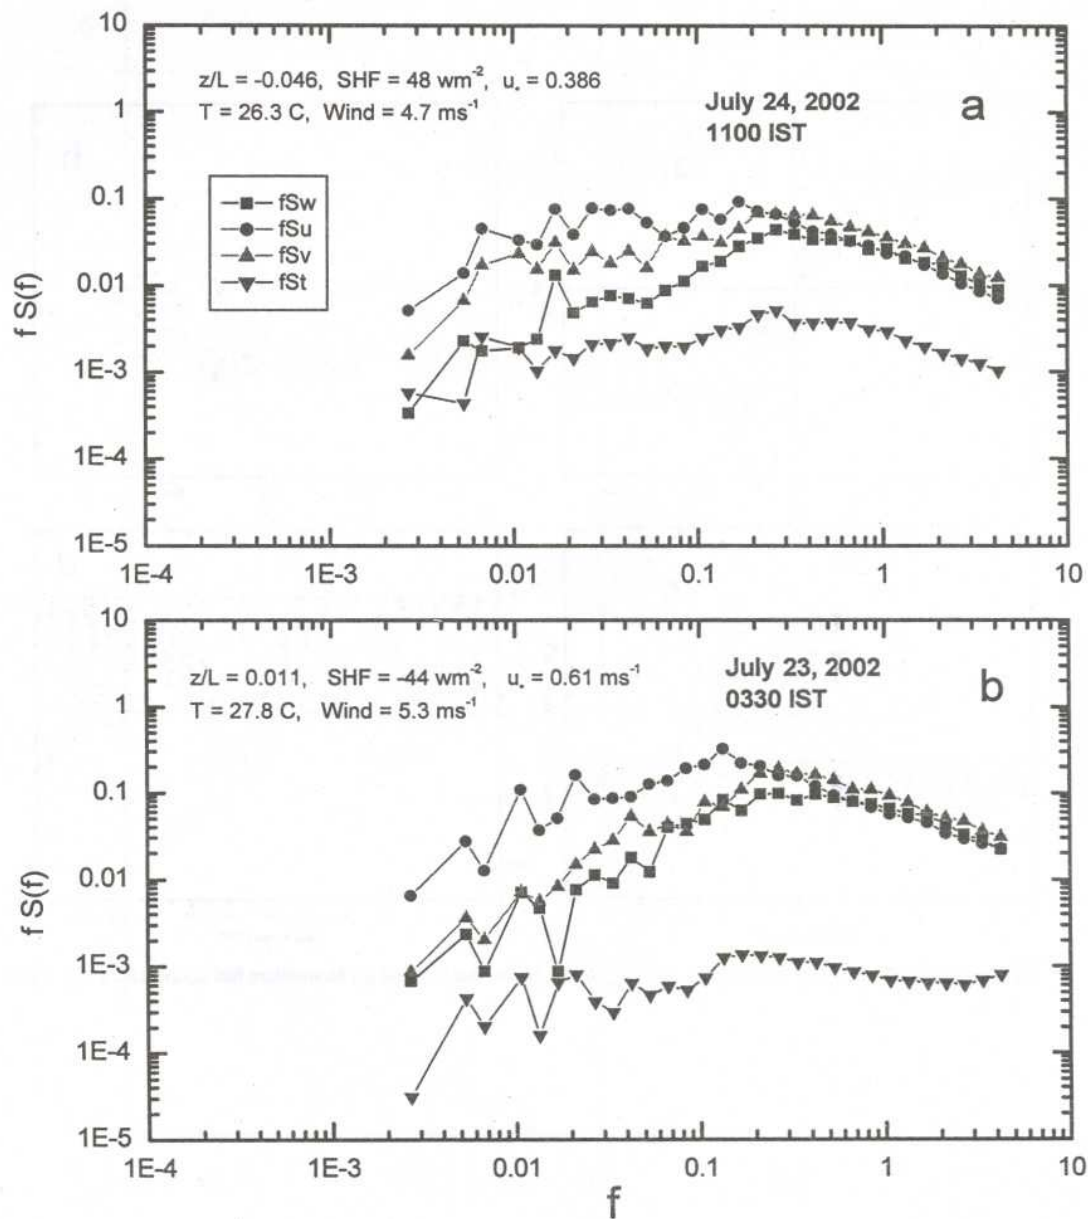 10
1
0.1
0.01
1E-3
1E-4
1E-5
f S(f)
z/L = -0.046, SHF = 48 wm⁻², u* = 0.386
T = 26.3 C, Wind = 4.7 ms⁻¹
July 24, 2002
1100 IST
a
fSw
fSu
fSv
fSt
1E-4 1E-3 0.01 0.1 1 10
10
1
0.1
0.01
1E-3
1E-4
1E-5
f S(f)
z/L = 0.011, SHF = -44 wm⁻², u* = 0.61 ms⁻¹
T = 27.8 C, Wind = 5.3 ms⁻¹
July 23, 2002
0330 IST
b
1E-4 1E-3 0.01 0.1 1 10
f